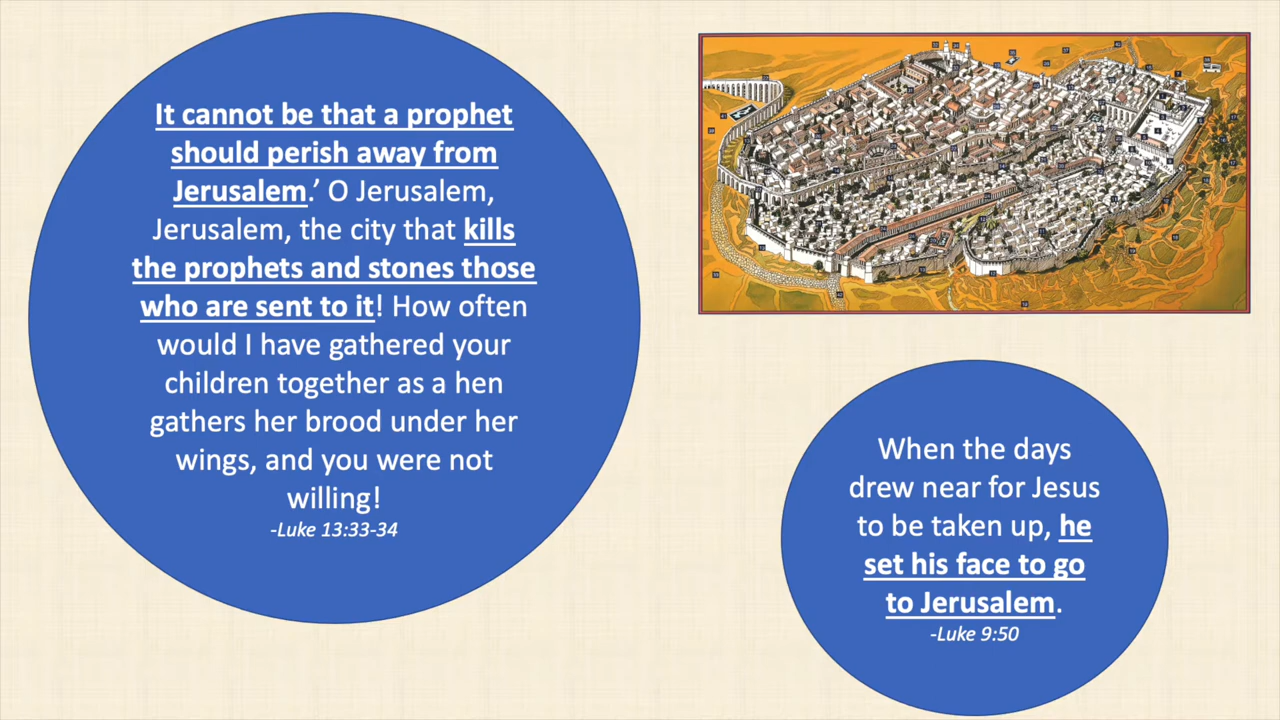 It cannot be that a prophet
should perish away from
Jerusalem.’ O Jerusalem,
Jerusalem, the city that kills
the prophets and stones those
who are sent to it! How often
would I have gathered your
children together as a hen
gathers her brood under her
wings, and you were not
willing!
-Luke 13:33-34
When the days
drew near for Jesus
to be taken up, he
set his face to go
to Jerusalem.
-Luke 9:50